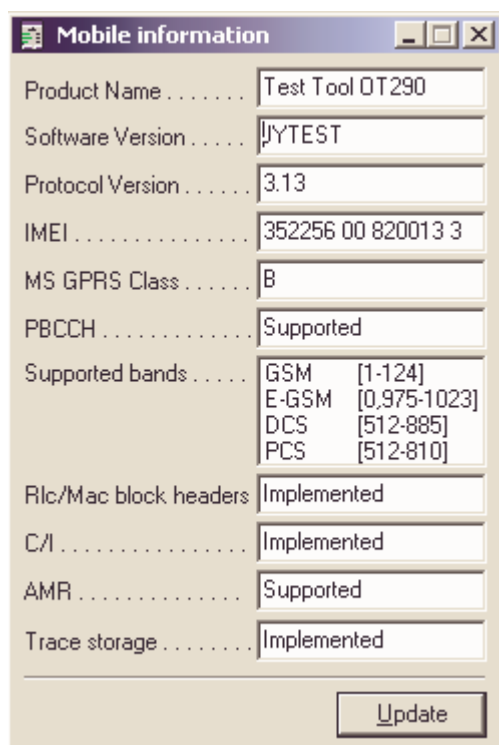 Mobile information
Product Name . . . . . . . Test Tool OT290
Software Version . . . . . JYTEST
Protocol Version . . . . . . 3.13
IMEI . . . . . . . . . . . . . . . 352256 00 820013 3
MS GPRS Class . . . . . . B
PBCCH . . . . . . . . . . . . . Supported
Supported bands . . . . . GSM [1-124]
E-GSM [0,975-1023]
DCS [512-885]
PCS [512-810]
Rlc/Mac block headers Implemented
C/I . . . . . . . . . . . . . . . . Implemented
AMR . . . . . . . . . . . . . . Supported
Trace storage . . . . . . . . Implemented
Update